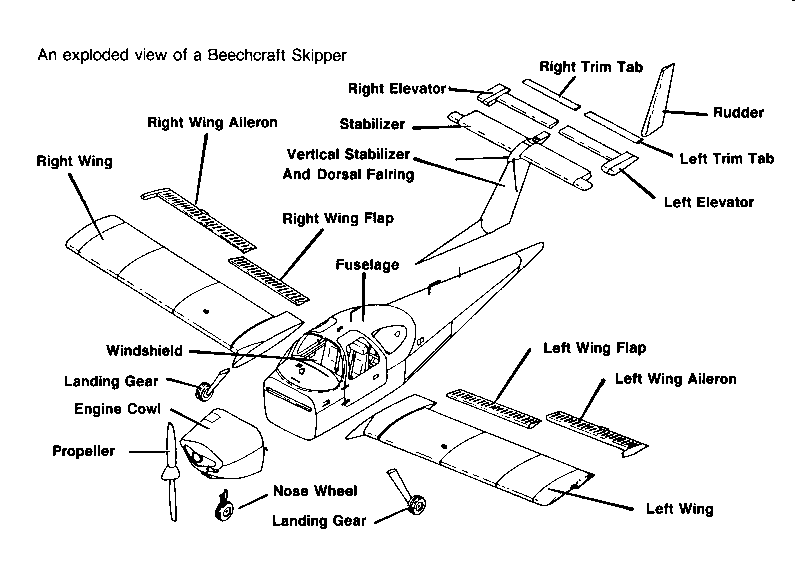 An exploded view of a Beechcraft Skipper
Right Trim Tab
Right Elevator
Rudder
Right Wing Aileron
Stabilizer
Right Wing
Vertical Stabilizer
And Dorsal Fairing
Left Trim Tab
Left Elevator
Right Wing Flap
Fuselage
Windshield
Left Wing Flap
Landing Gear
Left Wing Aileron
Engine Cowl
Propeller
Nose Wheel
Landing Gear
Left Wing